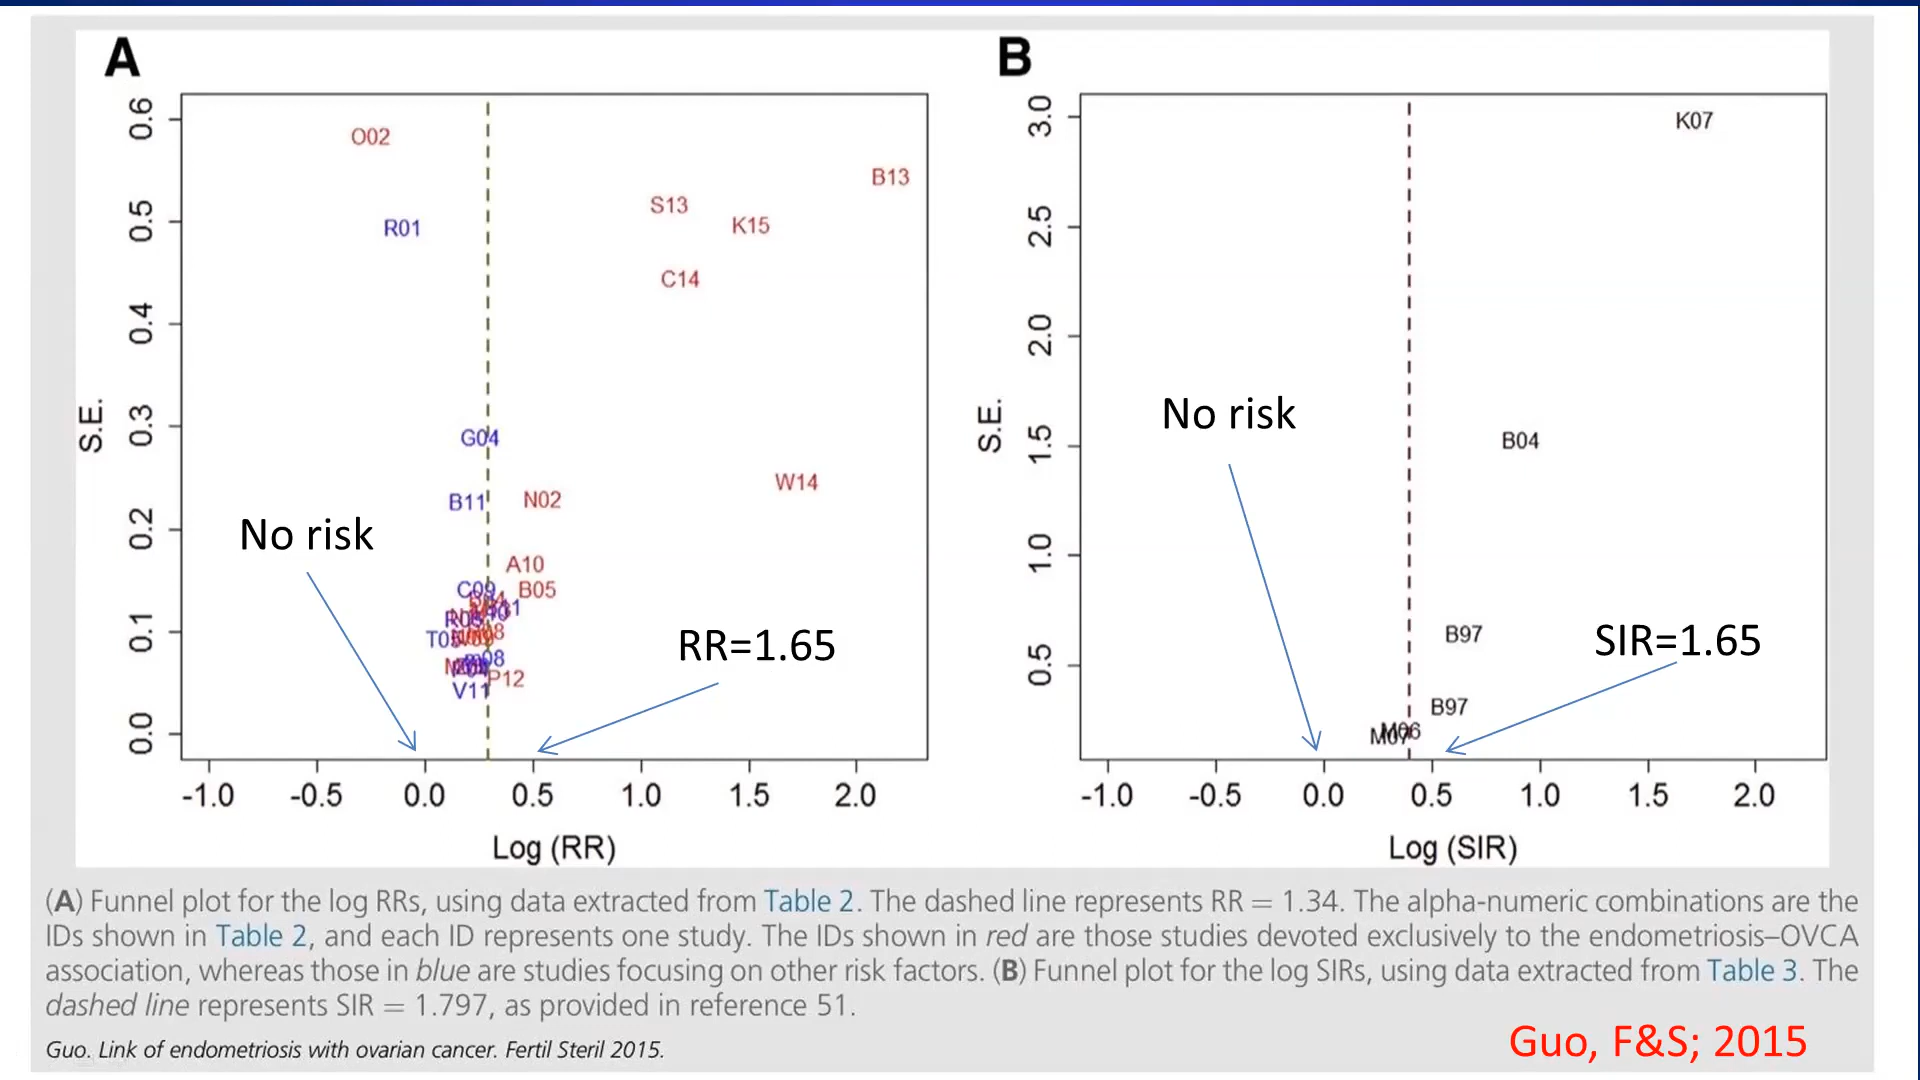 A
B
0.6
0.5
0.4
0.3
0.2
0.1
0.0
S.E.
O02
R01
B13
S13
K15
C14
G04
B11
N02
W14
A10
B05
C09
T05
P12
V11
No risk
RR=1.65
-1.0 -0.5 0.0 0.5 1.0 1.5 2.0
Log (RR)
3.0
2.5
2.0
1.5
1.0
0.5
S.E.
K07
B04
B97
B97
M06
M07
No risk
SIR=1.65
-1.0 -0.5 0.0 0.5 1.0 1.5 2.0
Log (SIR)
(A) Funnel plot for the log RRs, using data extracted from Table 2. The dashed line represents RR = 1.34. The alpha-numeric combinations are the
IDs shown in Table 2, and each ID represents one study. The IDs shown in red are those studies devoted exclusively to the endometriosis–OVCA
association, whereas those in blue are studies focusing on other risk factors. (B) Funnel plot for the log SIRs, using data extracted from Table 3. The
dashed line represents SIR = 1.797, as provided in reference 51.
Guo. Link of endometriosis with ovarian cancer. Fertil Steril 2015.
Guo, F&S; 2015